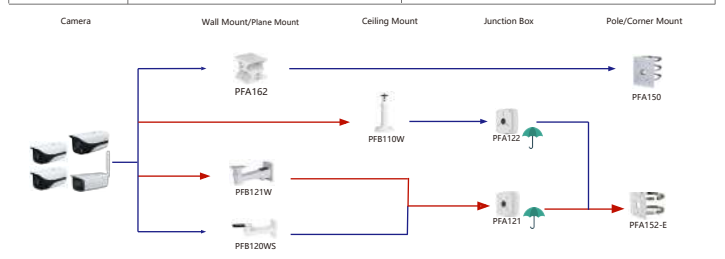 Camera
Wall Mount/Plane Mount
Ceiling Mount
Junction Box
Pole/Corner Mount
PFA162
PFA150
PFB110W
PFA122
PFB121W
PFA121
PFA152-E
PFB120WS